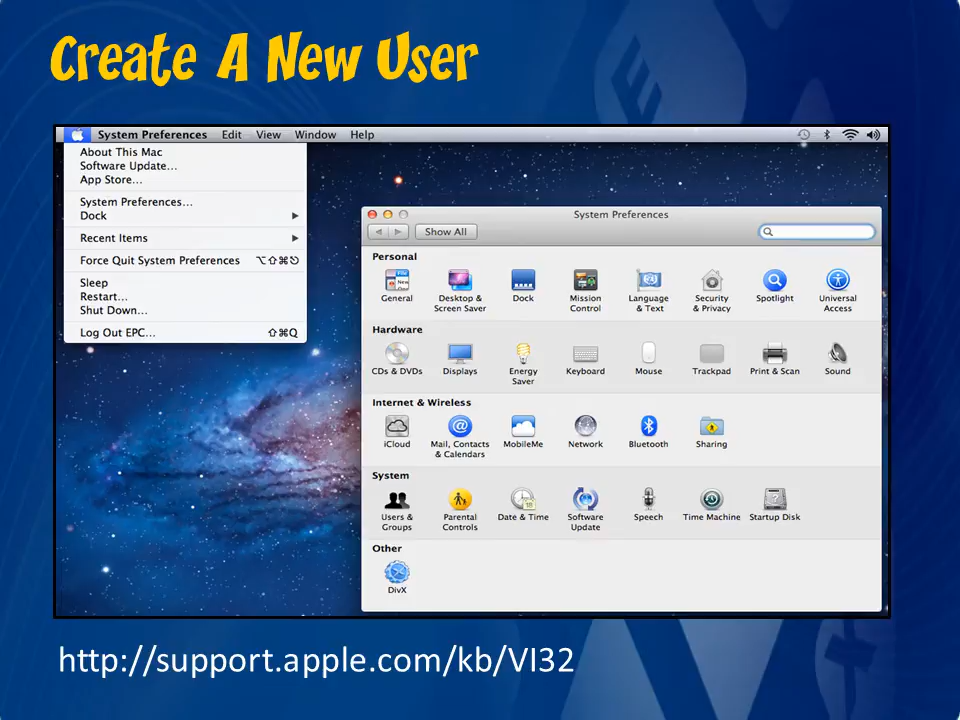 Create A New User
System Preferences Edit View Window Help
About This Mac
Software Update...
App Store...
System Preferences...
Dock
Recent Items
Force Quit System Preferences ⌥⇧⌘⎋
Sleep
Restart...
Shut Down...
Log Out EPC... ⇧⌘Q
System Preferences
Show All
Personal
General
Desktop &
Screen Saver
Dock
Mission
Control
Language
& Text
Security
& Privacy
Spotlight
Universal
Access
Hardware
CDs & DVDs
Displays
Energy
Saver
Keyboard
Mouse
Trackpad
Print & Scan
Sound
Internet & Wireless
iCloud
Mail, Contacts
& Calendars
MobileMe
Network
Bluetooth
Sharing
System
Users &
Groups
Parental
Controls
Date & Time
Software
Update
Speech
Time Machine
Startup Disk
Other
DivX
http://support.apple.com/kb/VI32